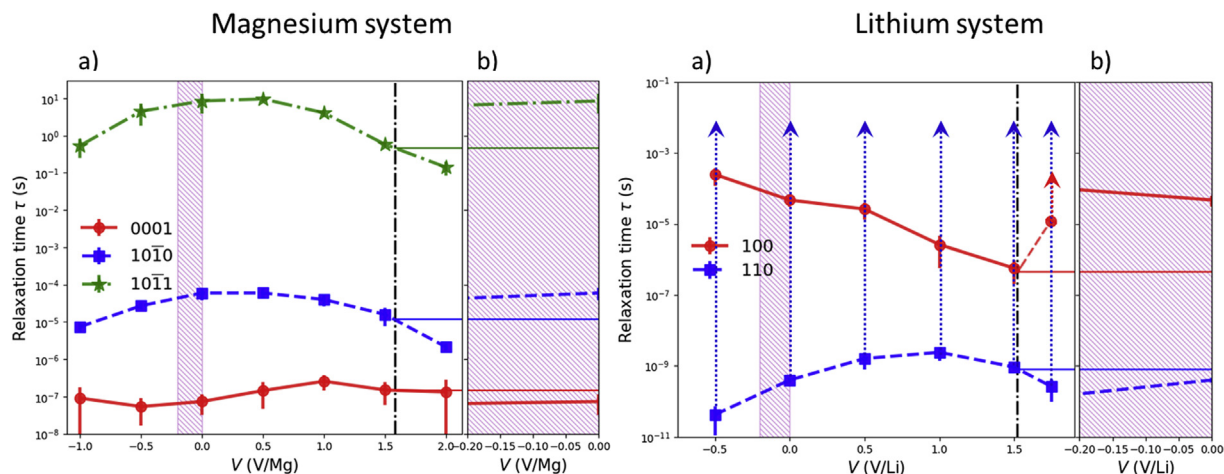 Magnesium system
Lithium system
a)
b)
a)
b)
Relaxation time τ (s)
10¹
10⁰
10⁻¹
10⁻²
10⁻³
10⁻⁴
10⁻⁵
10⁻⁶
10⁻⁷
10⁻⁸
0001
101̅0
101̅1
−1.0 −0.5 0.0 0.5 1.0 1.5 2.0
V (V/Mg)
−0.20 −0.15 −0.10 −0.05 0.00
V (V/Mg)
Relaxation time τ (s)
10⁻¹
10⁻³
10⁻⁵
10⁻⁷
10⁻⁹
10⁻¹¹
100
110
−0.5 0.0 0.5 1.0 1.5
V (V/Li)
−0.20 −0.15 −0.10 −0.05 0.00
V (V/Li)